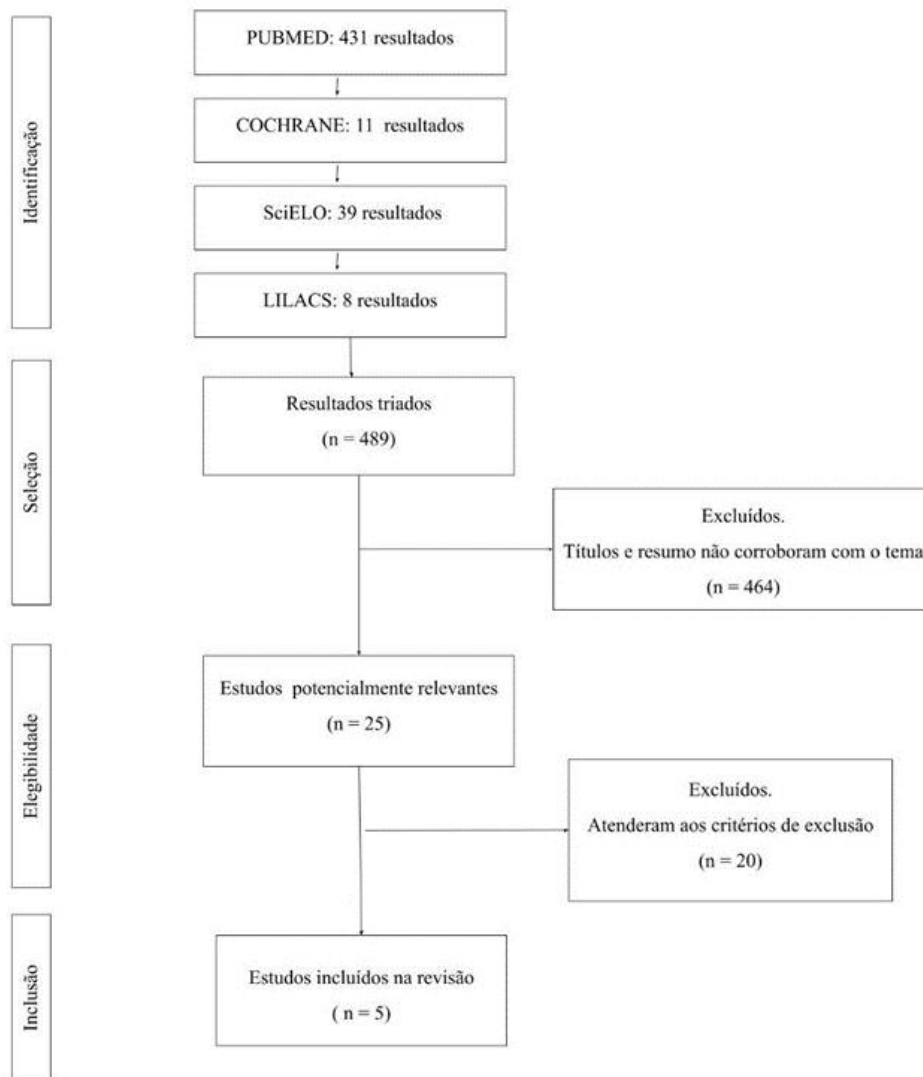 Identificação
PUBMED: 431 resultados
COCHRANE: 11 resultados
SciELO: 39 resultados
LILACS: 8 resultados
Seleção
Resultados triados
(n = 489)
Excluídos.
Títulos e resumo não corroboram com o tema
(n = 464)
Elegibilidade
Estudos potencialmente relevantes
(n = 25)
Excluídos.
Atenderam aos critérios de exclusão
(n = 20)
Inclusão
Estudos incluídos na revisão
( n = 5)